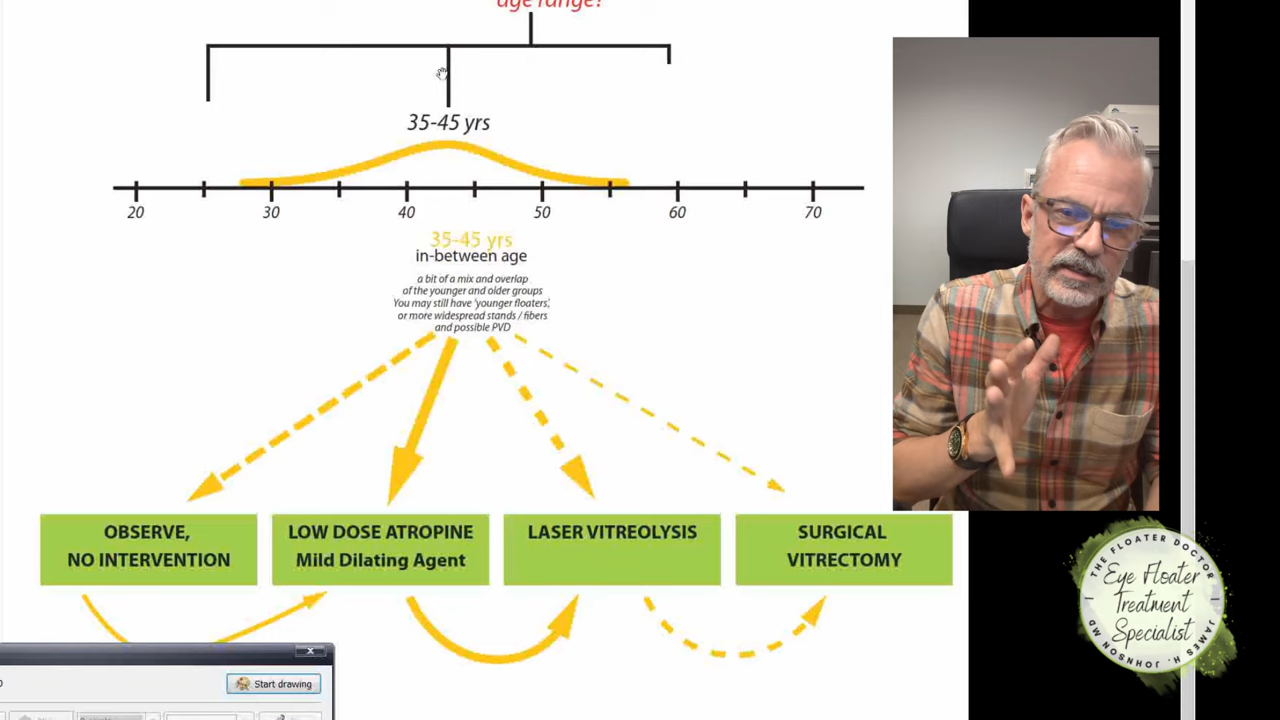 age range?
35-45 yrs
20 30 40 50 60 70
35-45 yrs
in-between age
a bit of a mix and overlap
of the younger and older groups
You may still have 'younger floaters',
or more widespread stands / fibers
and possible PVD
OBSERVE,
NO INTERVENTION
LOW DOSE ATROPINE
Mild Dilating Agent
LASER VITREOLYSIS
SURGICAL
VITRECTOMY
Start drawing
THE FLOATER DOCTOR
Eye Floater
Treatment
Specialist
JAMES H. JOHNSON MD